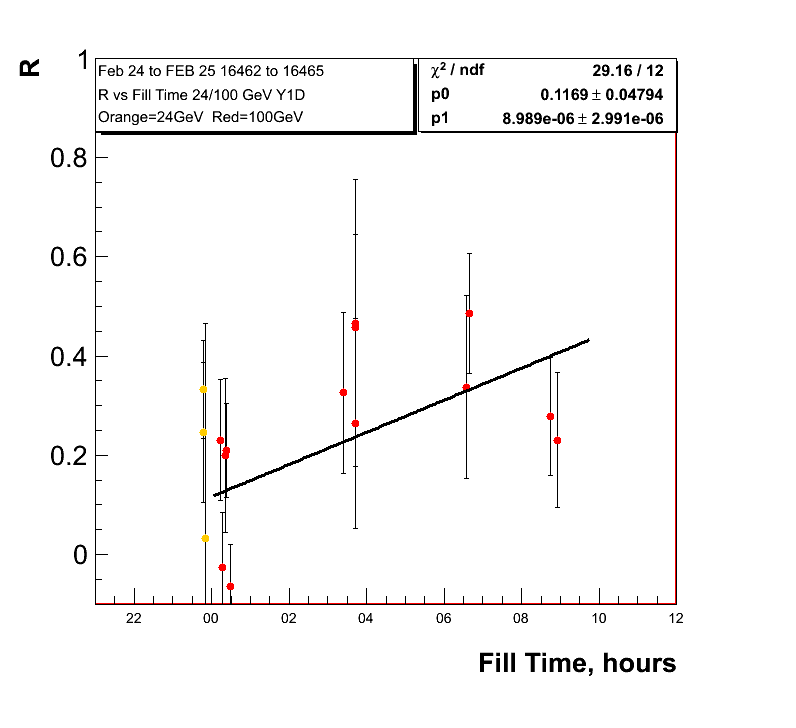 R
1
Feb 24 to FEB 25 16462 to 16465
R vs Fill Time 24/100 GeV Y1D
Orange=24GeV  Red=100GeV
χ² / ndf 29.16 / 12
p0 0.1169 ± 0.04794
p1 8.989e-06 ± 2.991e-06
0.8
0.6
0.4
0.2
0
22 00 02 04 06 08 10 12
Fill Time, hours